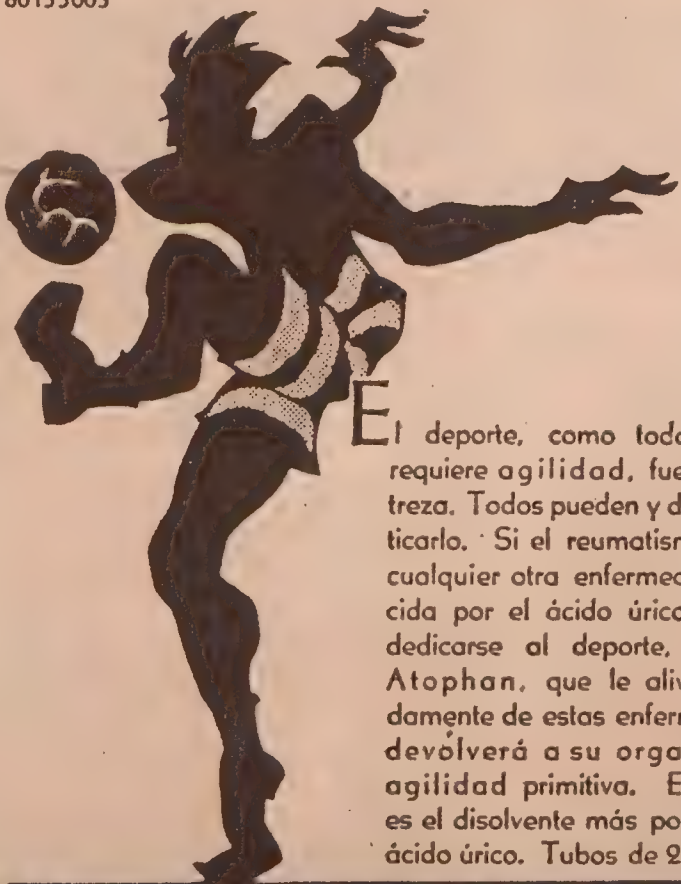 El deporte, como todo
requiere agilidad, fue
treza. Todos pueden y d
ticarlo. Si el reumatism
cualquier otra enfermed
cida por el ácido úrico
dedicarse al deporte,
Atophan, que le aliv
damente de estas enferm
devolverá a su orga
agilidad primitiva. E
es el disolvente más po
ácido úrico. Tubos de 2